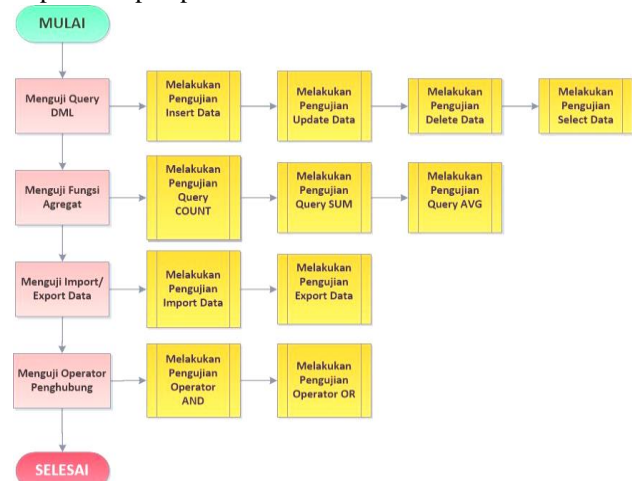 MULAI
Menguji Query
DML
Melakukan
Pengujian
Insert Data
Melakukan
Pengujian
Update Data
Melakukan
Pengujian
Delete Data
Melakukan
Pengujian
Select Data
Menguji Fungsi
Agregat
Melakukan
Pengujian
Query
COUNT
Melakukan
Pengujian
Query SUM
Melakukan
Pengujian
Query AVG
Menguji Import/
Export Data
Melakukan
Pengujian
Import Data
Melakukan
Pengujian
Export Data
Menguji Operator
Penghubung
Melakukan
Pengujian
Operator
AND
Melakukan
Pengujian
Operator OR
SELESAI